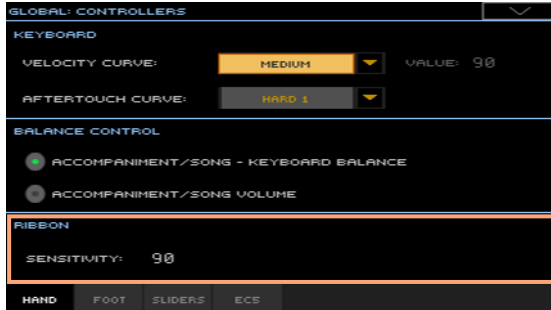 GLOBAL: CONTROLLERS
KEYBOARD
VELOCITY CURVE: MEDIUM VALUE: 90
AFTERTOUCH CURVE: HARD 1
BALANCE CONTROL
ACCOMPANIMENT/SONG - KEYBOARD BALANCE
ACCOMPANIMENT/SONG VOLUME
RIBBON
SENSITIVITY: 90
HAND FOOT SLIDERS EC5